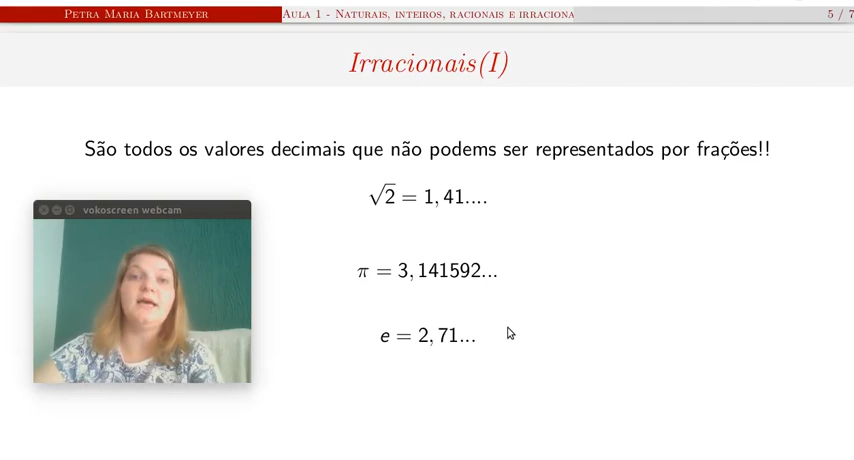 Petra Maria Bartmeyer
Aula 1 - Naturais, inteiros, racionais e irraciona
5 / 7
Irracionais(I)
São todos os valores decimais que não podems ser representados por frações!!
√2 = 1, 41....
vokoscreen webcam
π = 3, 141592...
e = 2, 71...